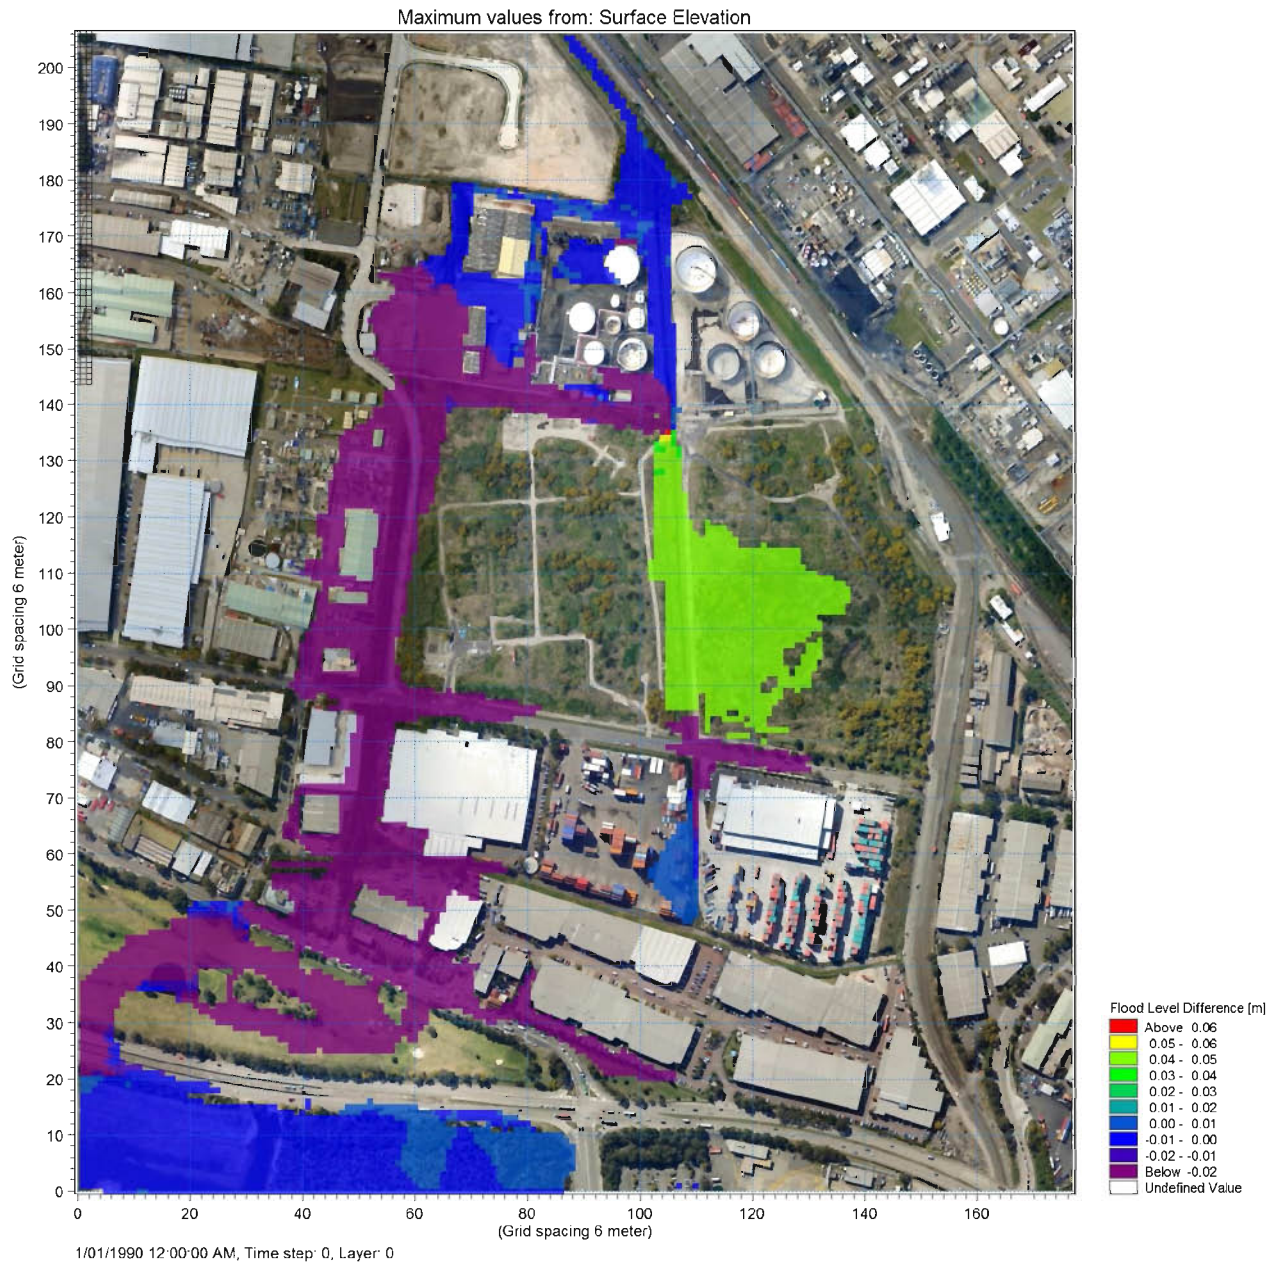 Maximum values from: Surface Elevation
200
190
180
170
160
150
140
130
120
110
100
90
80
70
60
50
40
30
20
10
0
(Grid spacing 6 meter)
0 20 40 60 80 100 120 140 160
(Grid spacing 6 meter)
1/01/1990 12:00:00 AM, Time step: 0, Layer: 0
Flood Level Difference [m]
Above 0.06
0.05 - 0.06
0.04 - 0.05
0.03 - 0.04
0.02 - 0.03
0.01 - 0.02
0.00 - 0.01
-0.01 - 0.00
-0.02 - -0.01
Below -0.02
Undefined Value